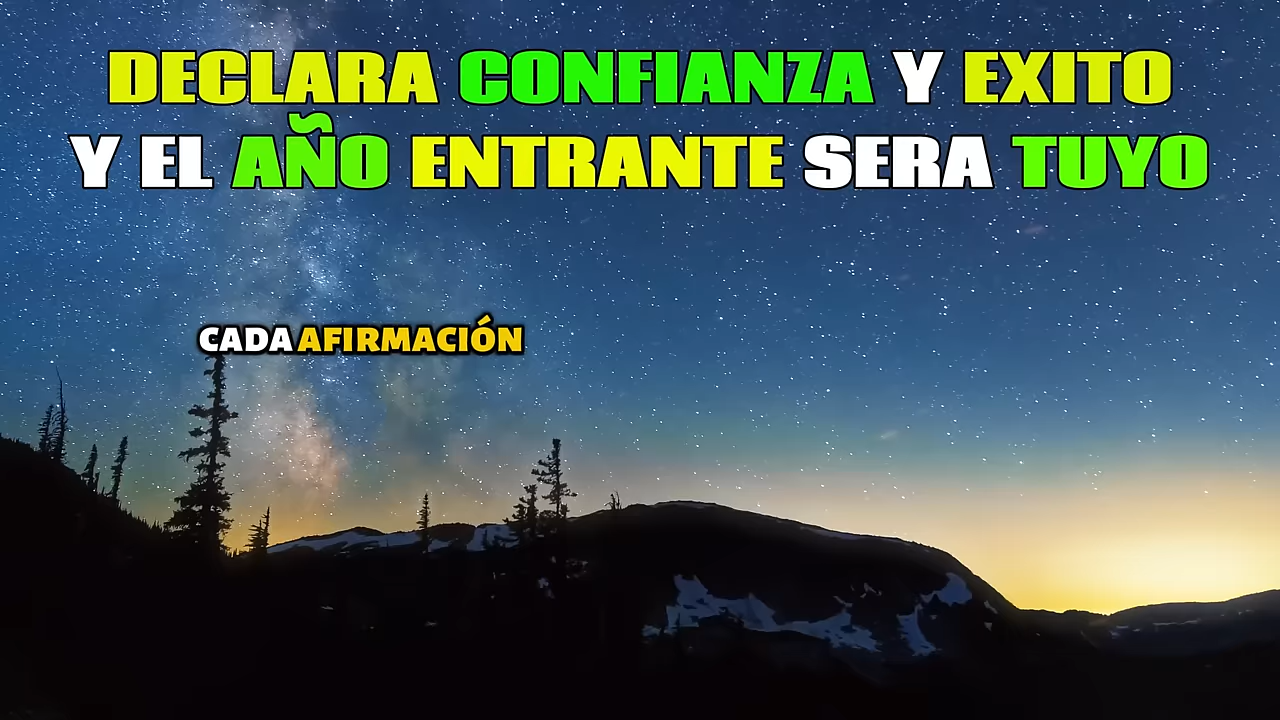 DECLARA CONFIANZA Y EXITO
Y EL AÑO ENTRANTE SERA TUYO
CADA AFIRMACIÓN